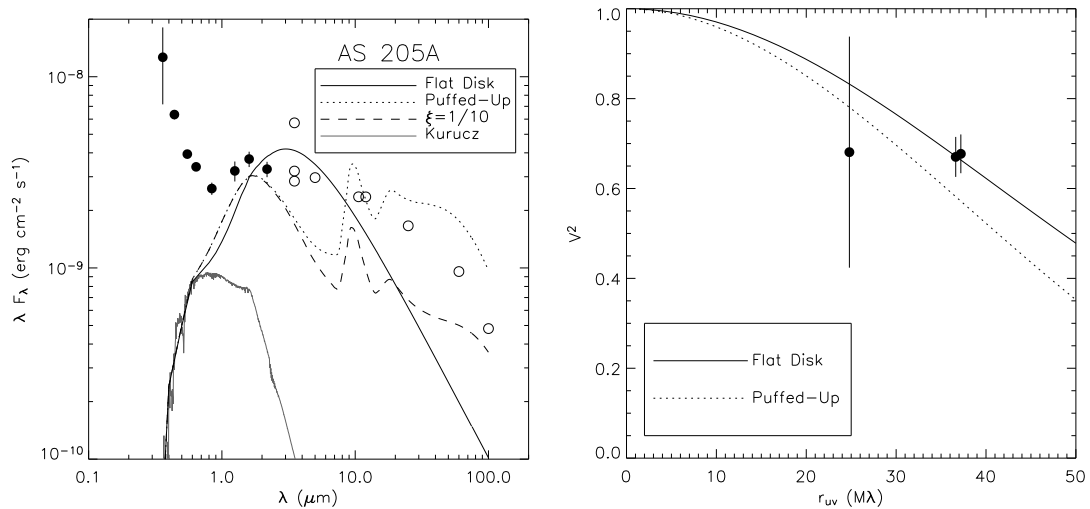 AS 205A
Flat Disk
Puffed-Up
ξ=1/10
Kurucz
10⁻⁸
10⁻⁹
10⁻¹⁰
λ Fλ (erg cm⁻² s⁻¹)
0.1 1.0 10.0 100.0
λ (μm)
1.0
0.8
0.6
0.4
0.2
0.0
V²
Flat Disk
Puffed-Up
0 10 20 30 40 50
r_uv (Mλ)